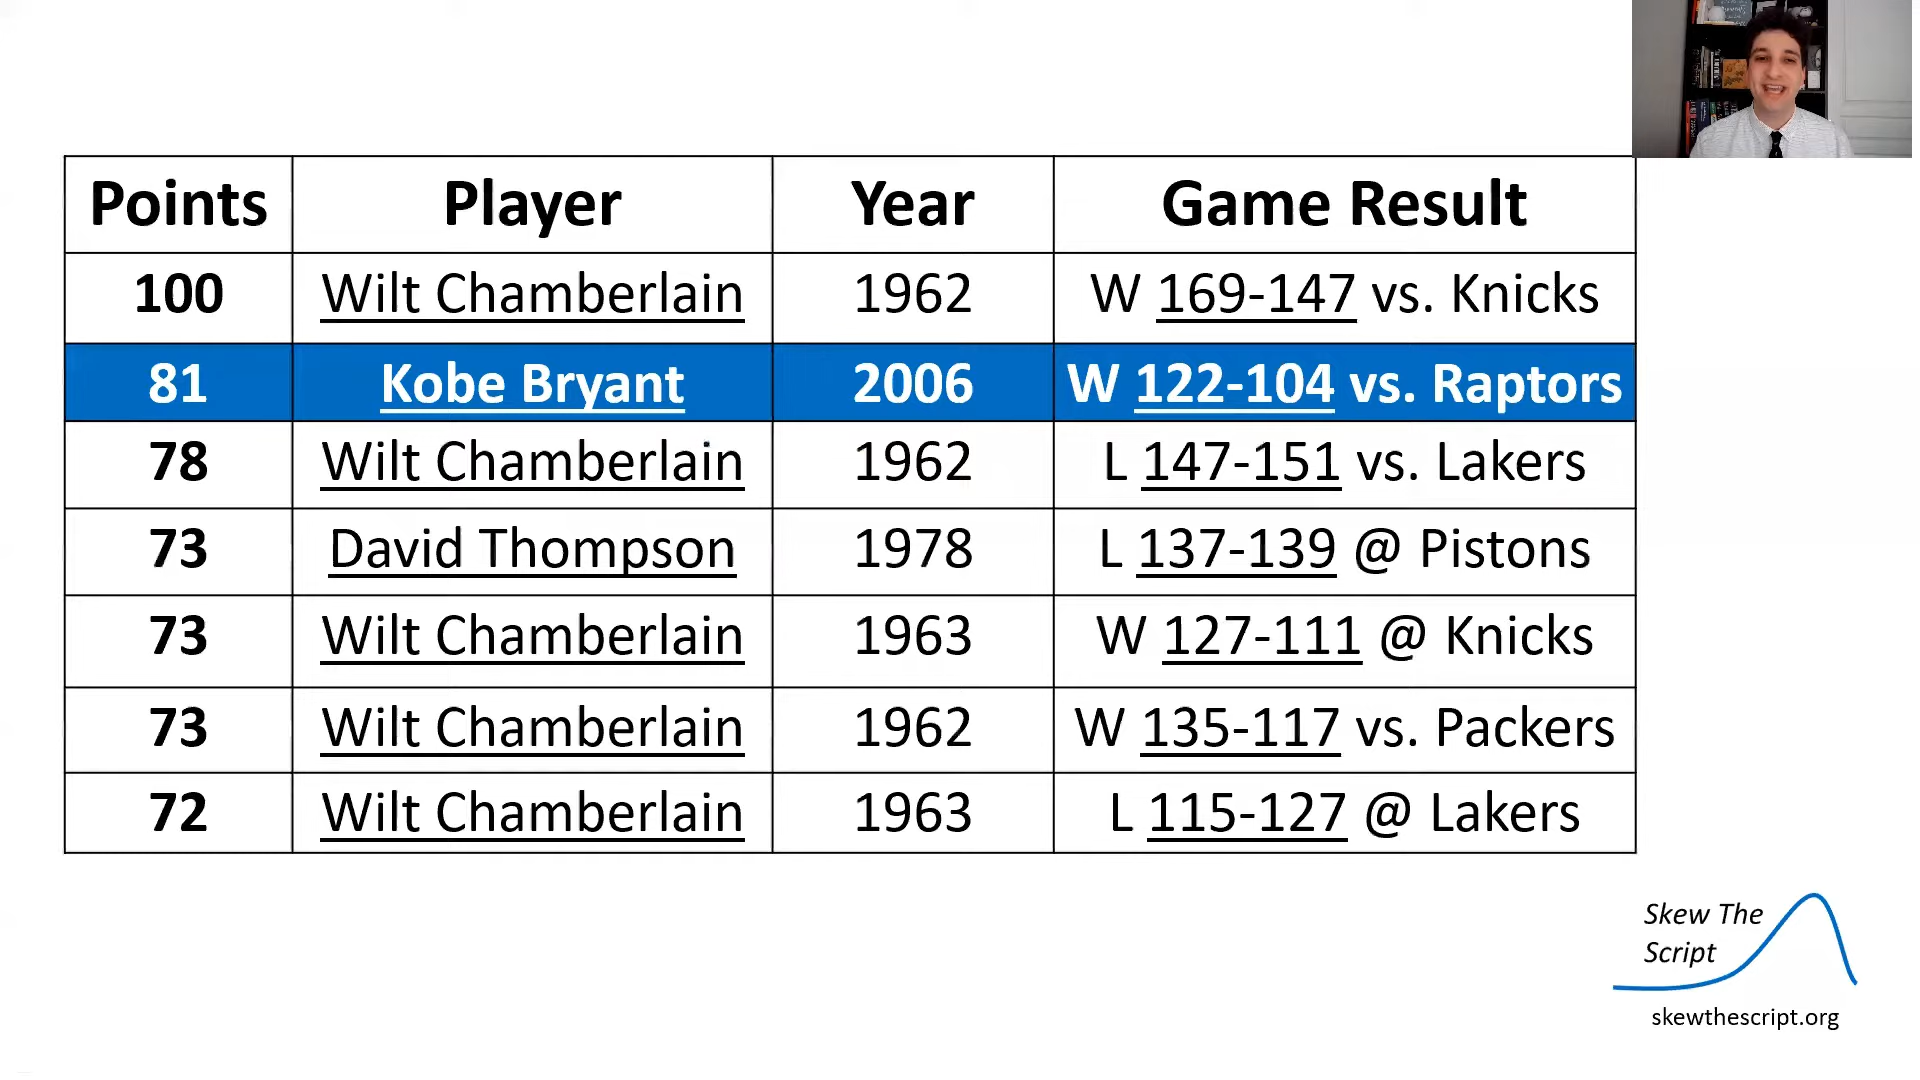 Points Player Year Game Result
100 Wilt Chamberlain 1962 W 169-147 vs. Knicks
81 Kobe Bryant 2006 W 122-104 vs. Raptors
78 Wilt Chamberlain 1962 L 147-151 vs. Lakers
73 David Thompson 1978 L 137-139 @ Pistons
73 Wilt Chamberlain 1963 W 127-111 @ Knicks
73 Wilt Chamberlain 1962 W 135-117 vs. Packers
72 Wilt Chamberlain 1963 L 115-127 @ Lakers
Skew The
Script
skewthescript.org